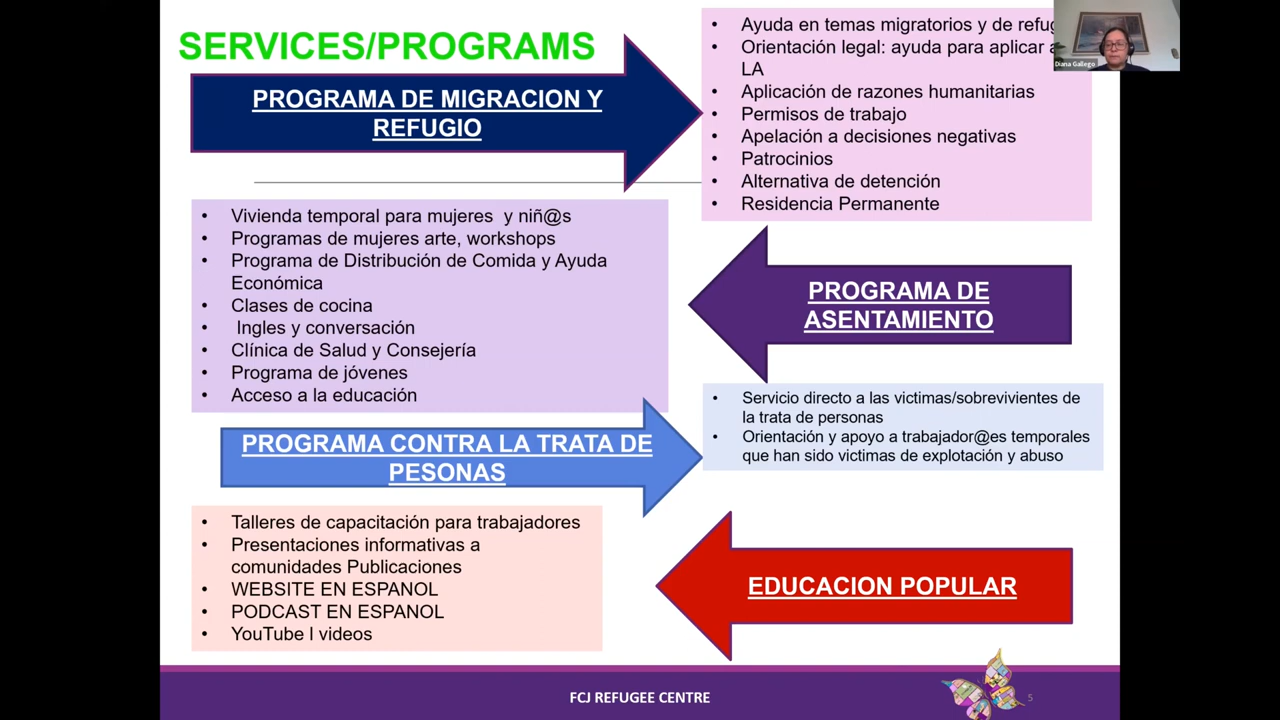 SERVICES/PROGRAMS
PROGRAMA DE MIGRACION Y
REFUGIO
• Ayuda en temas migratorios y de
• Orientación legal: ayuda para aplicar
LA
• Aplicación de razones humanitarias
• Permisos de trabajo
• Apelación a decisiones negativas
• Patrocinios
• Alternativa de detención
• Residencia Permanente
Diana Gallego
• Vivienda temporal para mujeres y niñ@s
• Programas de mujeres arte, workshops
• Programa de Distribución de Comida y Ayuda
Económica
• Clases de cocina
• Ingles y conversación
• Clínica de Salud y Consejería
• Programa de jóvenes
• Acceso a la educación
PROGRAMA DE
ASENTAMIENTO
PROGRAMA CONTRA LA TRATA DE
PESONAS
• Servicio directo a las victimas/sobrevivientes de
la trata de personas
• Orientación y apoyo a trabajador@es temporales
que han sido victimas de explotación y abuso
• Talleres de capacitación para trabajadores
• Presentaciones informativas a
comunidades Publicaciones
• WEBSITE EN ESPANOL
• PODCAST EN ESPANOL
• YouTube l videos
EDUCACION POPULAR
FCJ REFUGEE CENTRE
5